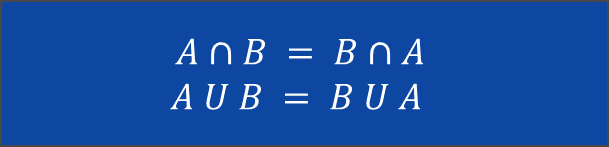 A ∩ B = B ∩ A
A U B = B U A